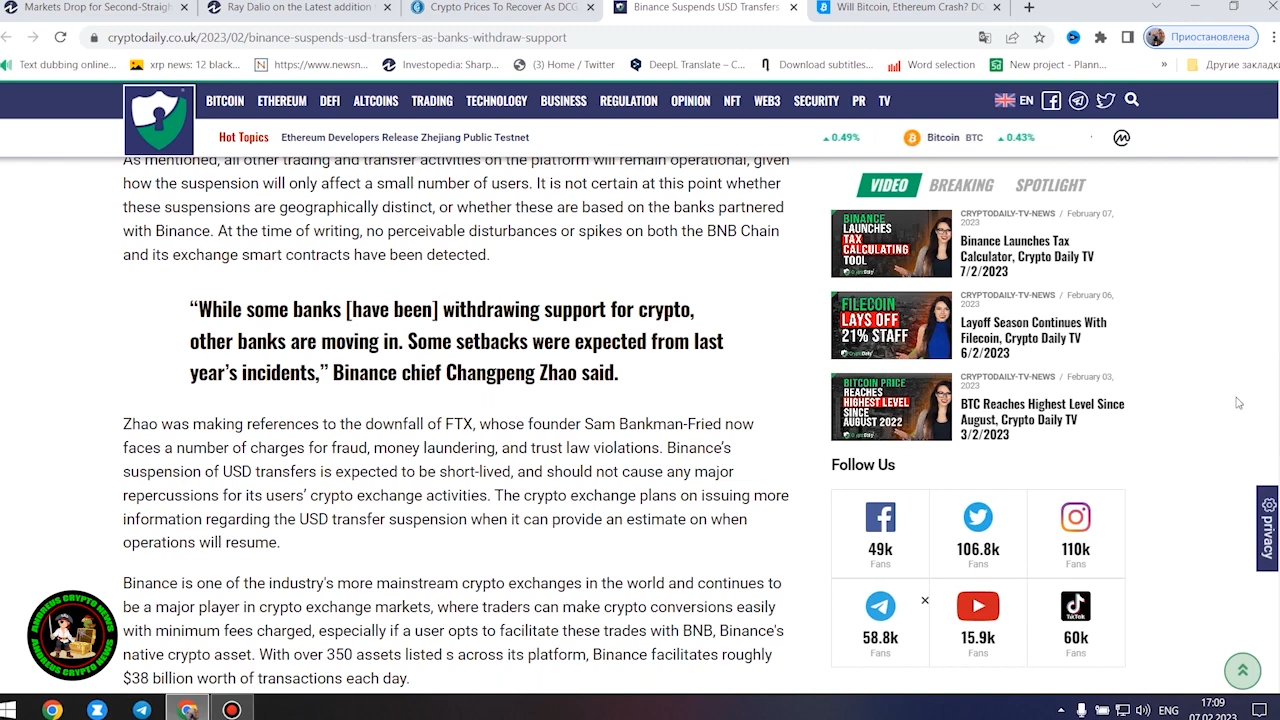 Markets Drop for Second-Straigh
Ray Dalio on the Latest addition
Crypto Prices To Recover As DCG
Binance Suspends USD Transfers
Will Bitcoin, Ethereum Crash? DC
cryptodaily.co.uk/2023/02/binance-suspends-usd-transfers-as-banks-withdraw-support
Приостановлена
Text dubbing online...
xrp news: 12 black...
https://www.newsn...
Investopedia: Sharp...
(3) Home / Twitter
DeepL Translate – C...
Download subtitles...
Word selection
New project - Plann...
»
Другие закладки
BITCOIN ETHEREUM DEFI ALTCOINS TRADING TECHNOLOGY BUSINESS REGULATION OPINION NFT WEB3 SECURITY PR TV
EN
Hot Topics
Ethereum Developers Release Zhejiang Public Testnet
0.49%
Bitcoin BTC
0.43%
As mentioned, all other trading and transfer activities on the platform will remain operational, given
how the suspension will only affect a small number of users. It is not certain at this point whether
these suspensions are geographically distinct, or whether these are based on the banks partnered
with Binance. At the time of writing, no perceivable disturbances or spikes on both the BNB Chain
and its exchange smart contracts have been detected.
“While some banks [have been] withdrawing support for crypto,
other banks are moving in. Some setbacks were expected from last
year’s incidents,” Binance chief Changpeng Zhao said.
Zhao was making references to the downfall of FTX, whose founder Sam Bankman-Fried now
faces a number of charges for fraud, money laundering, and trust law violations. Binance’s
suspension of USD transfers is expected to be short-lived, and should not cause any major
repercussions for its users’ crypto exchange activities. The crypto exchange plans on issuing more
information regarding the USD transfer suspension when it can provide an estimate on when
operations will resume.
Binance is one of the industry's more mainstream crypto exchanges in the world and continues to
be a major player in crypto exchange markets, where traders can make crypto conversions easily
with minimum fees charged, especially if a user opts to facilitate these trades with BNB, Binance's
native crypto asset. With over 350 assets listed s across its platform, Binance facilitates roughly
$38 billion worth of transactions each day.
VIDEO BREAKING SPOTLIGHT
BINANCE
LAUNCHES
TAX
CALCULATING
TOOL
CRYPTODAILY-TV-NEWS / February 07,
2023
Binance Launches Tax
Calculator, Crypto Daily TV
7/2/2023
FILECOIN
LAYS OFF
21% STAFF
CRYPTODAILY-TV-NEWS / February 06,
2023
Layoff Season Continues With
Filecoin, Crypto Daily TV
6/2/2023
BITCOIN PRICE
REACHES
HIGHEST LEVEL
SINCE
AUGUST 2022
CRYPTODAILY-TV-NEWS / February 03,
2023
BTC Reaches Highest Level Since
August, Crypto Daily TV
3/2/2023
Follow Us
49k
Fans
106.8k
Fans
110k
Fans
58.8k
Fans
15.9k
Fans
TikTok
60k
Fans
privacy
ANDREUS CRYPTO NEWS
ANDREUS CRYPTO NEWS
ENG
17:09
07.02.2023